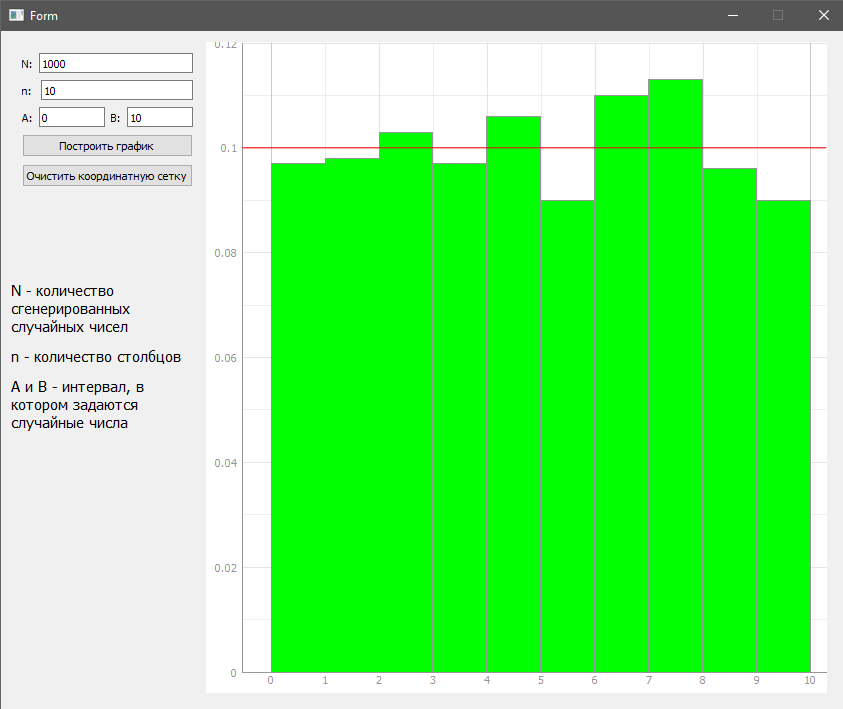 Form
N: 1000
n: 10
A: 0 B: 10
Построить график
Очистить координатную сетку
N - количество
сгенерированных
случайных чисел
n - количество столбцов
A и B - интервал, в
котором задаются
случайные числа
0.12
0.1
0.08
0.06
0.04
0.02
0
0 1 2 3 4 5 6 7 8 9 10